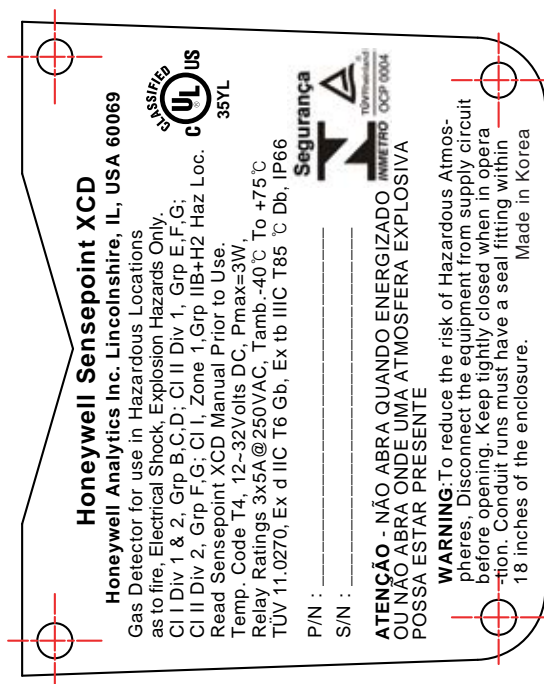 Honeywell Sensepoint XCD
Honeywell Analytics Inc. Lincolnshire, IL, USA 60069
Gas Detector for use in Hazardous Locations
as to fire, Electrical Shock, Explosion Hazards Only.
Cl I Div 1 & 2, Grp B,C,D; Cl II Div 1, Grp E,F,G;
Cl II Div 2, Grp F,G; Cl I, Zone 1,Grp IIB+H2 Haz Loc.
Read Sensepoint XCD Manual Prior to Use.
Temp. Code T4, 12~32Volts DC, Pmax=3W,
Relay Ratings 3x5A@250VAC, Tamb.-40℃ To +75℃
TÜV 11.0270, Ex d IIC T6 Gb, Ex tb IIIC T85 ℃ Db, IP66
CLASSIFIED
C UL US
®
35YL
P/N :
S/N :
Segurança
INMETRO
TÜVRheinland
®
OCP 0004
ATENÇÃO - NÃO ABRA QUANDO ENERGIZADO
OU NÃO ABRA ONDE UMA ATMOSFERA EXPLOSIVA
POSSA ESTAR PRESENTE
WARNING:To reduce the risk of Hazardous Atmos-
pheres, Disconnect the equipment from supply circuit
before opening. Keep tightly closed when in opera
-tion. Conduit runs must have a seal fitting within
18 inches of the enclosure.
Made in Korea